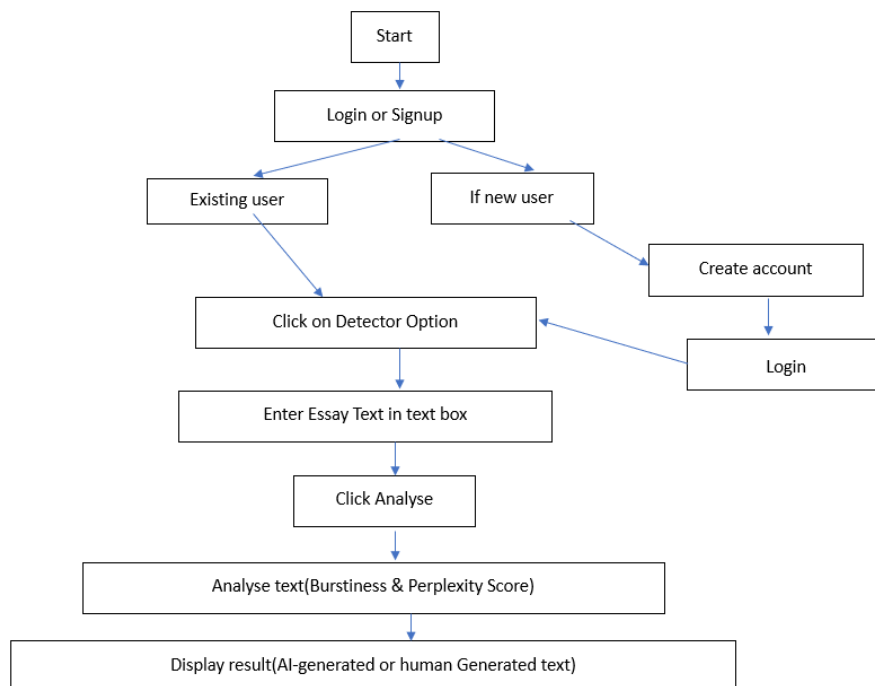 Start
Login or Signup
Existing user
If new user
Create account
Click on Detector Option
Login
Enter Essay Text in text box
Click Analyse
Analyse text(Burstiness & Perplexity Score)
Display result(AI-generated or human Generated text)